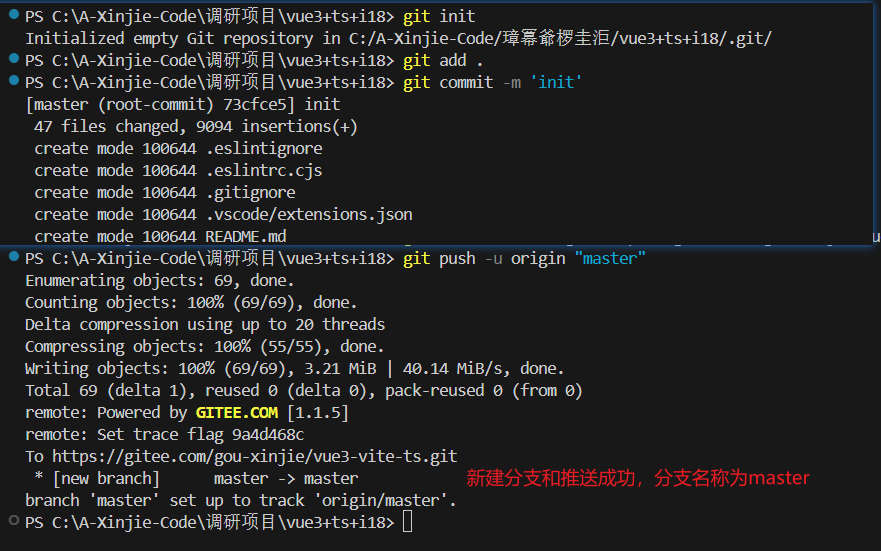 PS C:\A-Xinjie-Code\调研项目\vue3+ts+i18> git init
Initialized empty Git repository in C:/A-Xinjie-Code/璋冪爺椤圭洰/vue3+ts+i18/.git/
PS C:\A-Xinjie-Code\调研项目\vue3+ts+i18> git add .
PS C:\A-Xinjie-Code\调研项目\vue3+ts+i18> git commit -m 'init'
[master (root-commit) 73cfce5] init
47 files changed, 9094 insertions(+)
create mode 100644 .eslintignore
create mode 100644 .eslintrc.cjs
create mode 100644 .gitignore
create mode 100644 .vscode/extensions.json
create mode 100644 README.md
PS C:\A-Xinjie-Code\调研项目\vue3+ts+i18> git push -u origin "master"
Enumerating objects: 69, done.
Counting objects: 100% (69/69), done.
Delta compression using up to 20 threads
Compressing objects: 100% (55/55), done.
Writing objects: 100% (69/69), 3.21 MiB | 40.14 MiB/s, done.
Total 69 (delta 1), reused 0 (delta 0), pack-reused 0 (from 0)
remote: Powered by GITEE.COM [1.1.5]
remote: Set trace flag 9a4d468c
To https://gitee.com/gou-xinjie/vue3-vite-ts.git
* [new branch]      master -> master 新建分支和推送成功，分支名称为master
branch 'master' set up to track 'origin/master'.
PS C:\A-Xinjie-Code\调研项目\vue3+ts+i18>